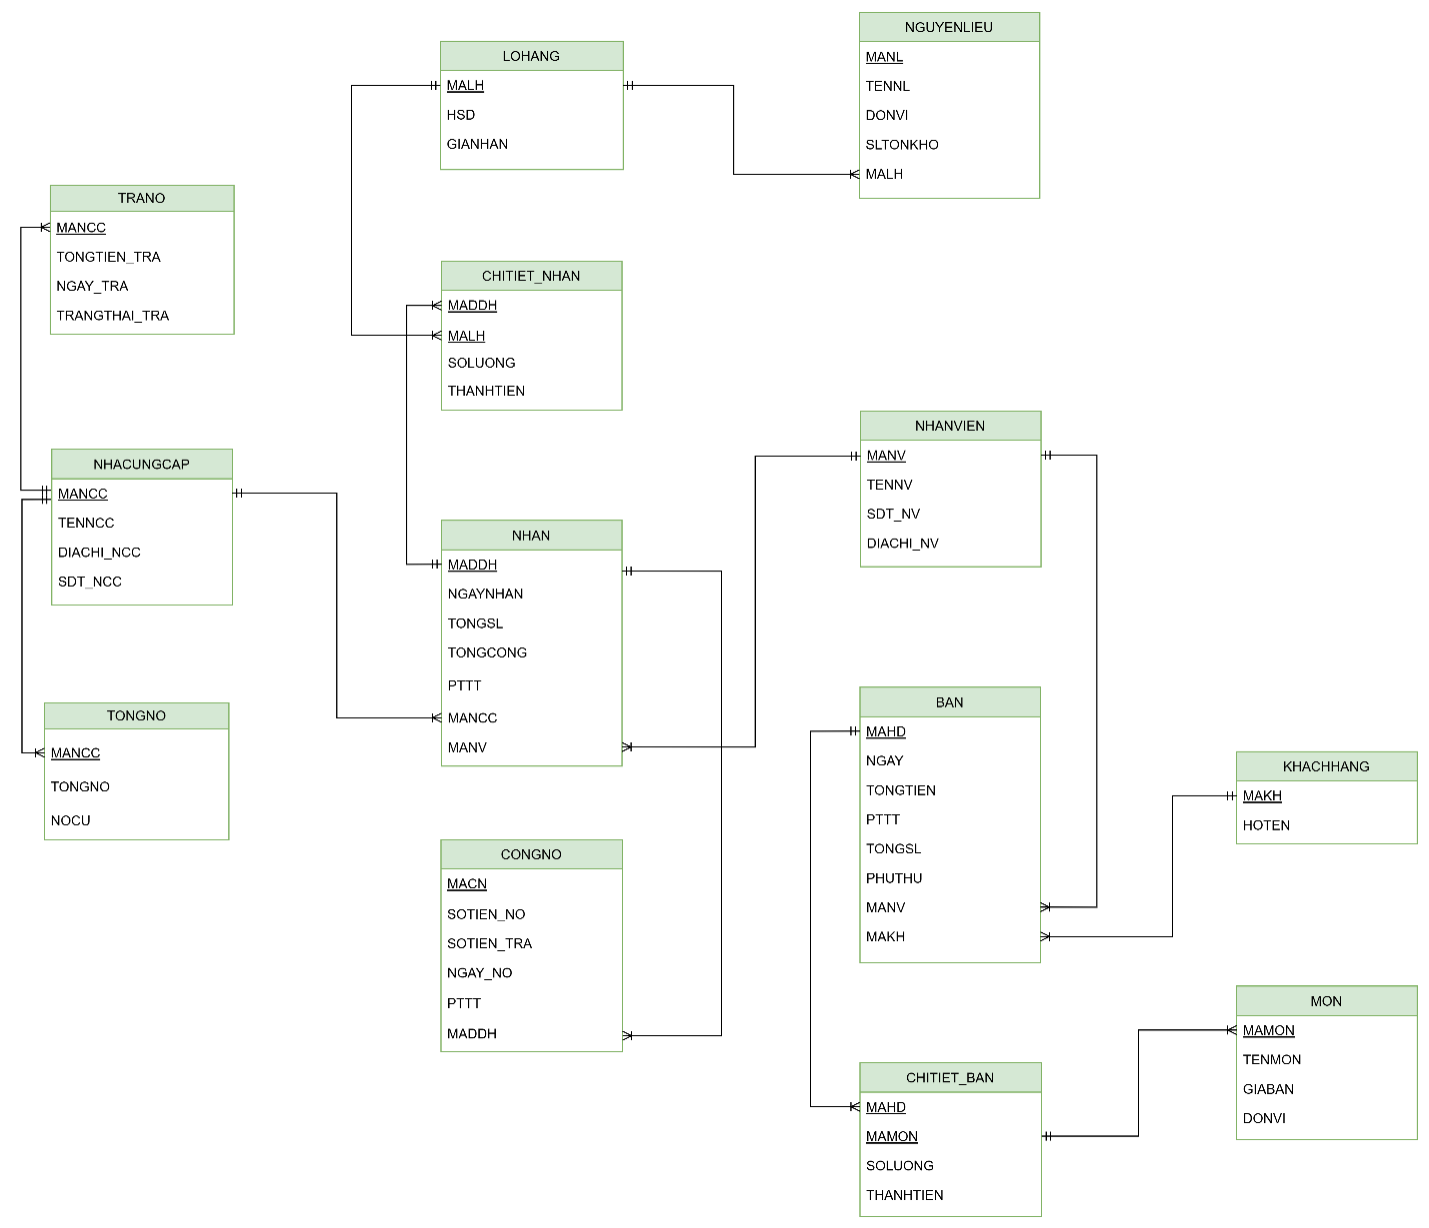 NGUYENLIEU
MANL
TENNL
DONVI
SLTONKHO
MALH
LOHANG
MALH
HSD
GIANHAN
TRANO
MANCC
TONGTIEN_TRA
NGAY_TRA
TRANGTHAI_TRA
CHITIET_NHAN
MADDH
MALH
SOLUONG
THANHTIEN
NHANVIEN
MANV
TENNV
SDT_NV
DIACHI_NV
NHACUNGCAP
MANCC
TENNCC
DIACHI_NCC
SDT_NCC
NHAN
MADDH
NGAYNHAN
TONGSL
TONGCONG
PTTT
MANCC
MANV
BAN
MAHD
NGAY
TONGTIEN
PTTT
TONGSL
PHUTHU
MANV
MAKH
TONGNO
MANCC
TONGNO
NOCU
KHACHHANG
MAKH
HOTEN
CONGNO
MACN
SOTIEN_NO
SOTIEN_TRA
NGAY_NO
PTTT
MADDH
MON
MAMON
TENMON
GIABAN
DONVI
CHITIET_BAN
MAHD
MAMON
SOLUONG
THANHTIEN